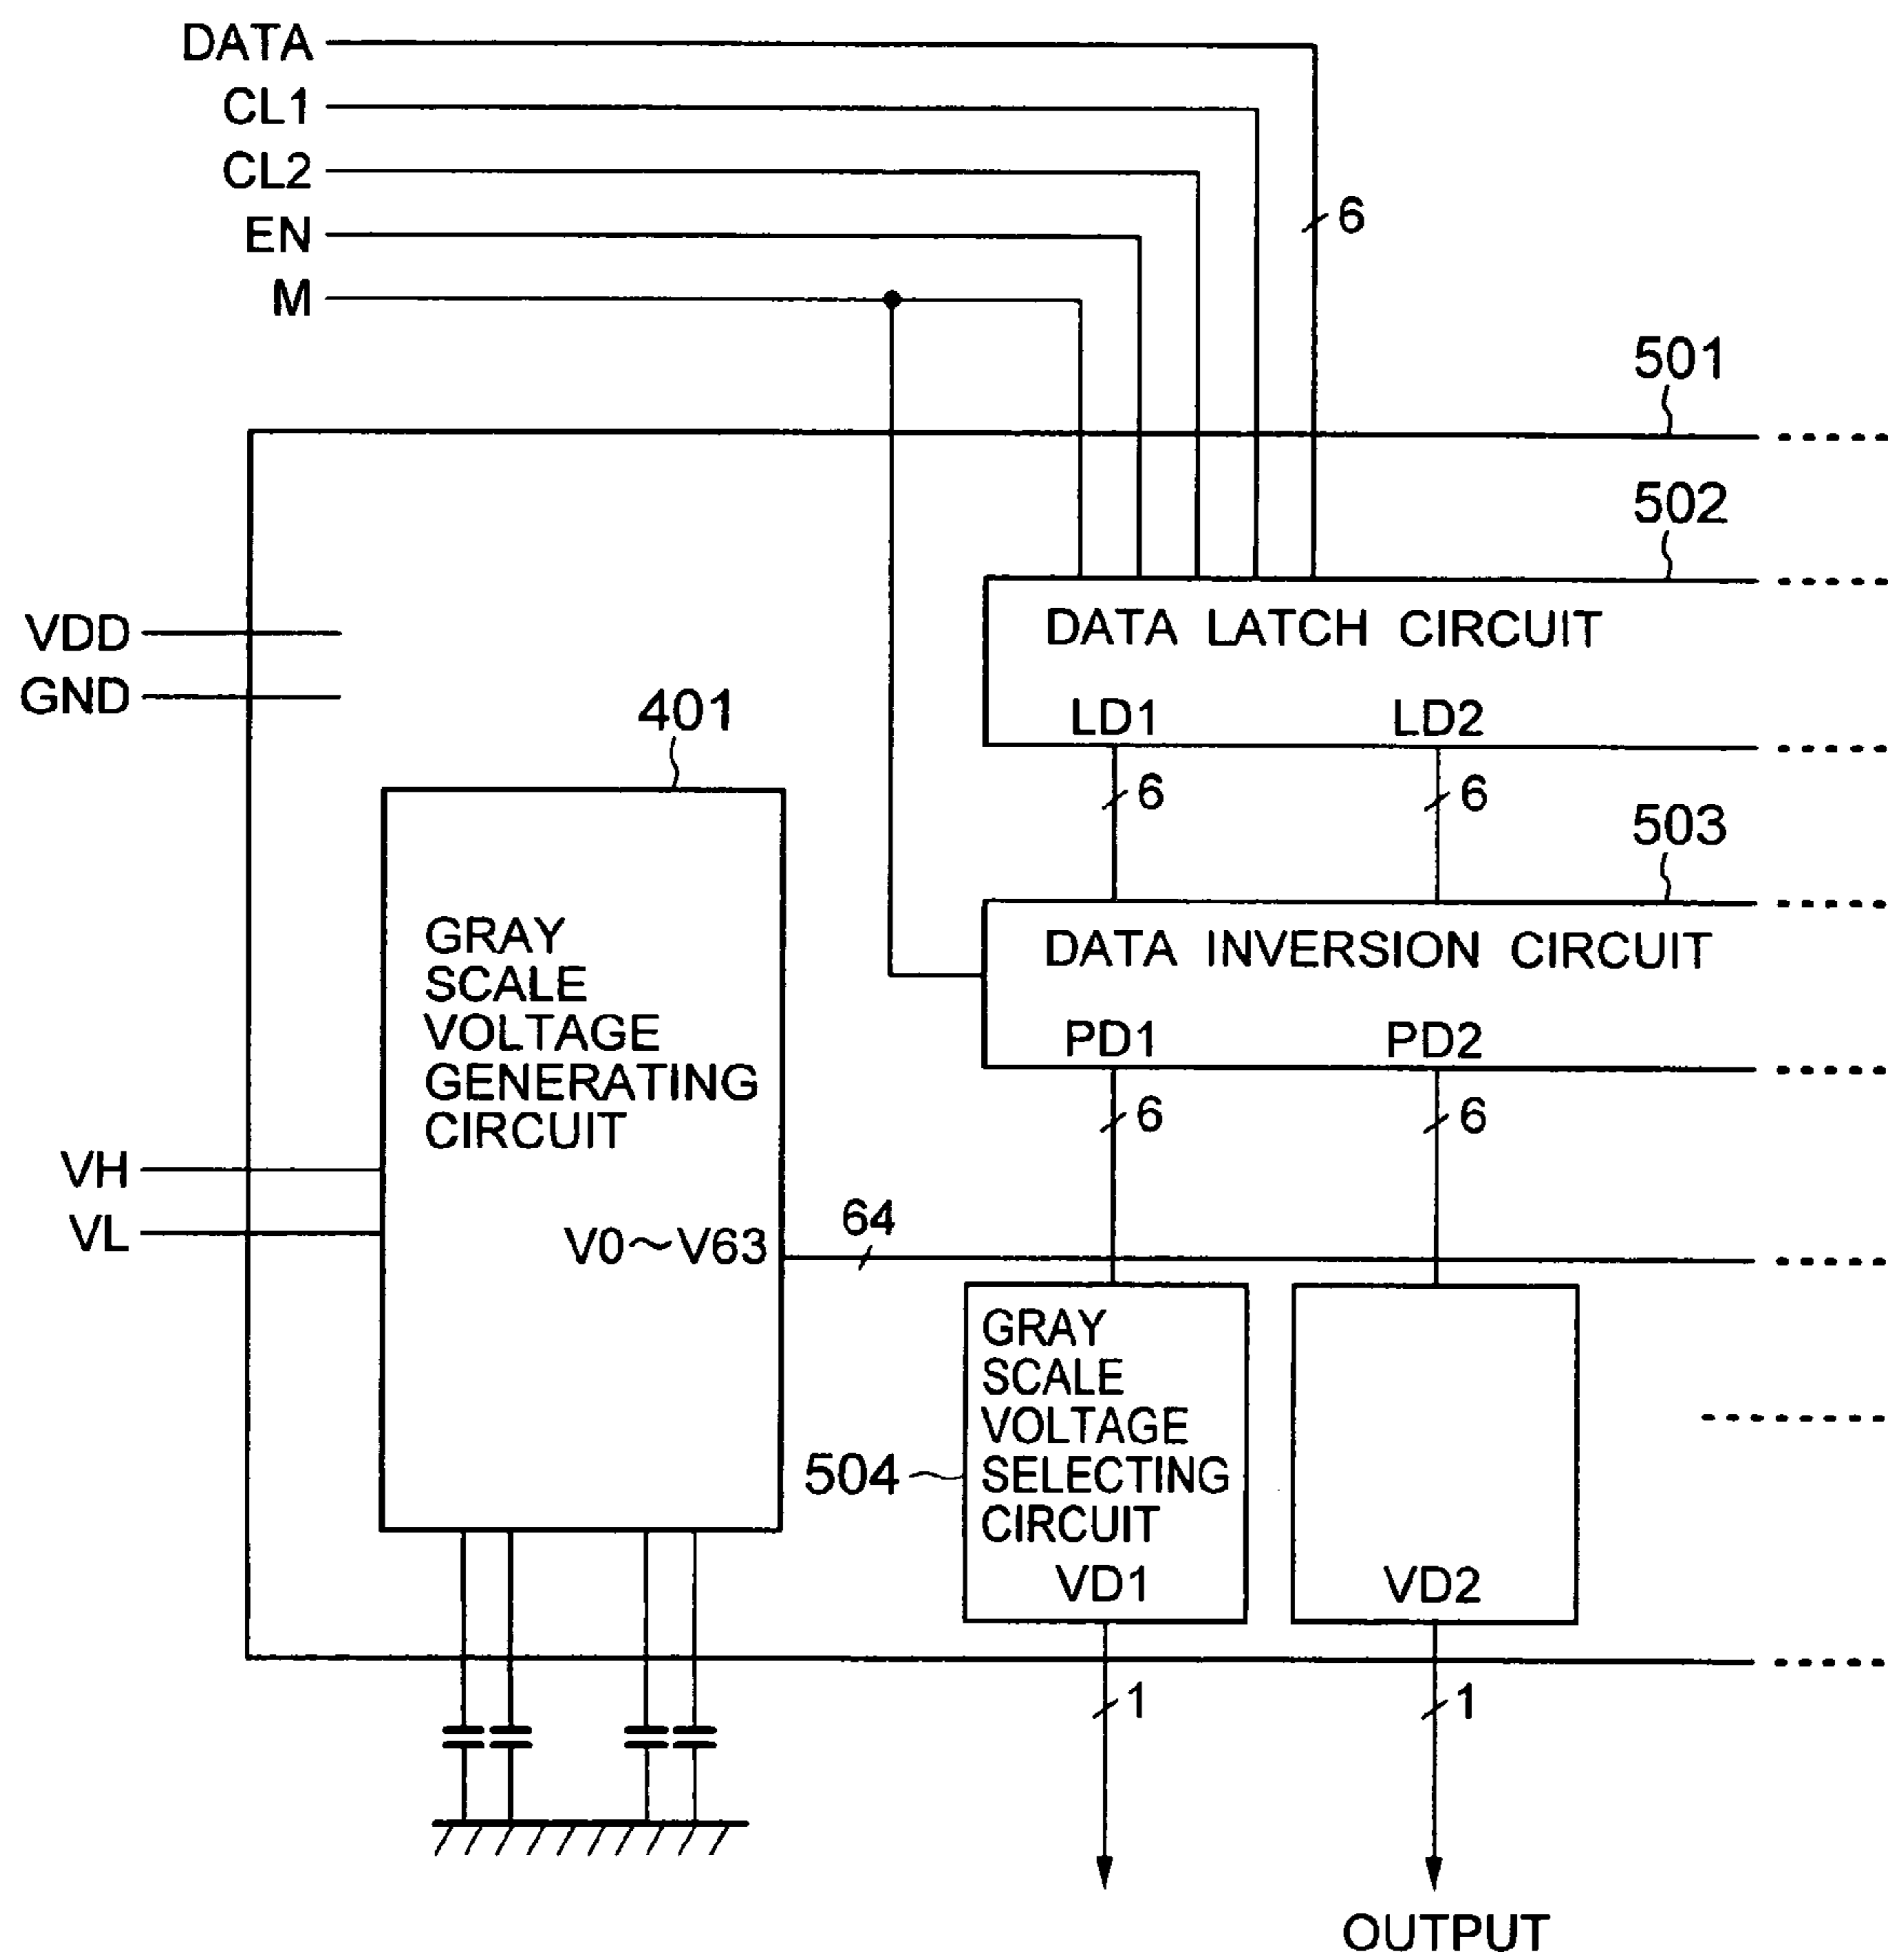 DATA
CL1
CL2
EN
M
6
501
502
VDD
GND
DATA LATCH CIRCUIT
LD1 LD2
401
6 6
503
GRAY
SCALE
VOLTAGE
GENERATING
CIRCUIT
DATA INVERSION CIRCUIT
PD1 PD2
6 6
VH
VL
V0~V63
64
GRAY
SCALE
VOLTAGE
SELECTING
CIRCUIT
504
VD1
VD2
1 1
OUTPUT